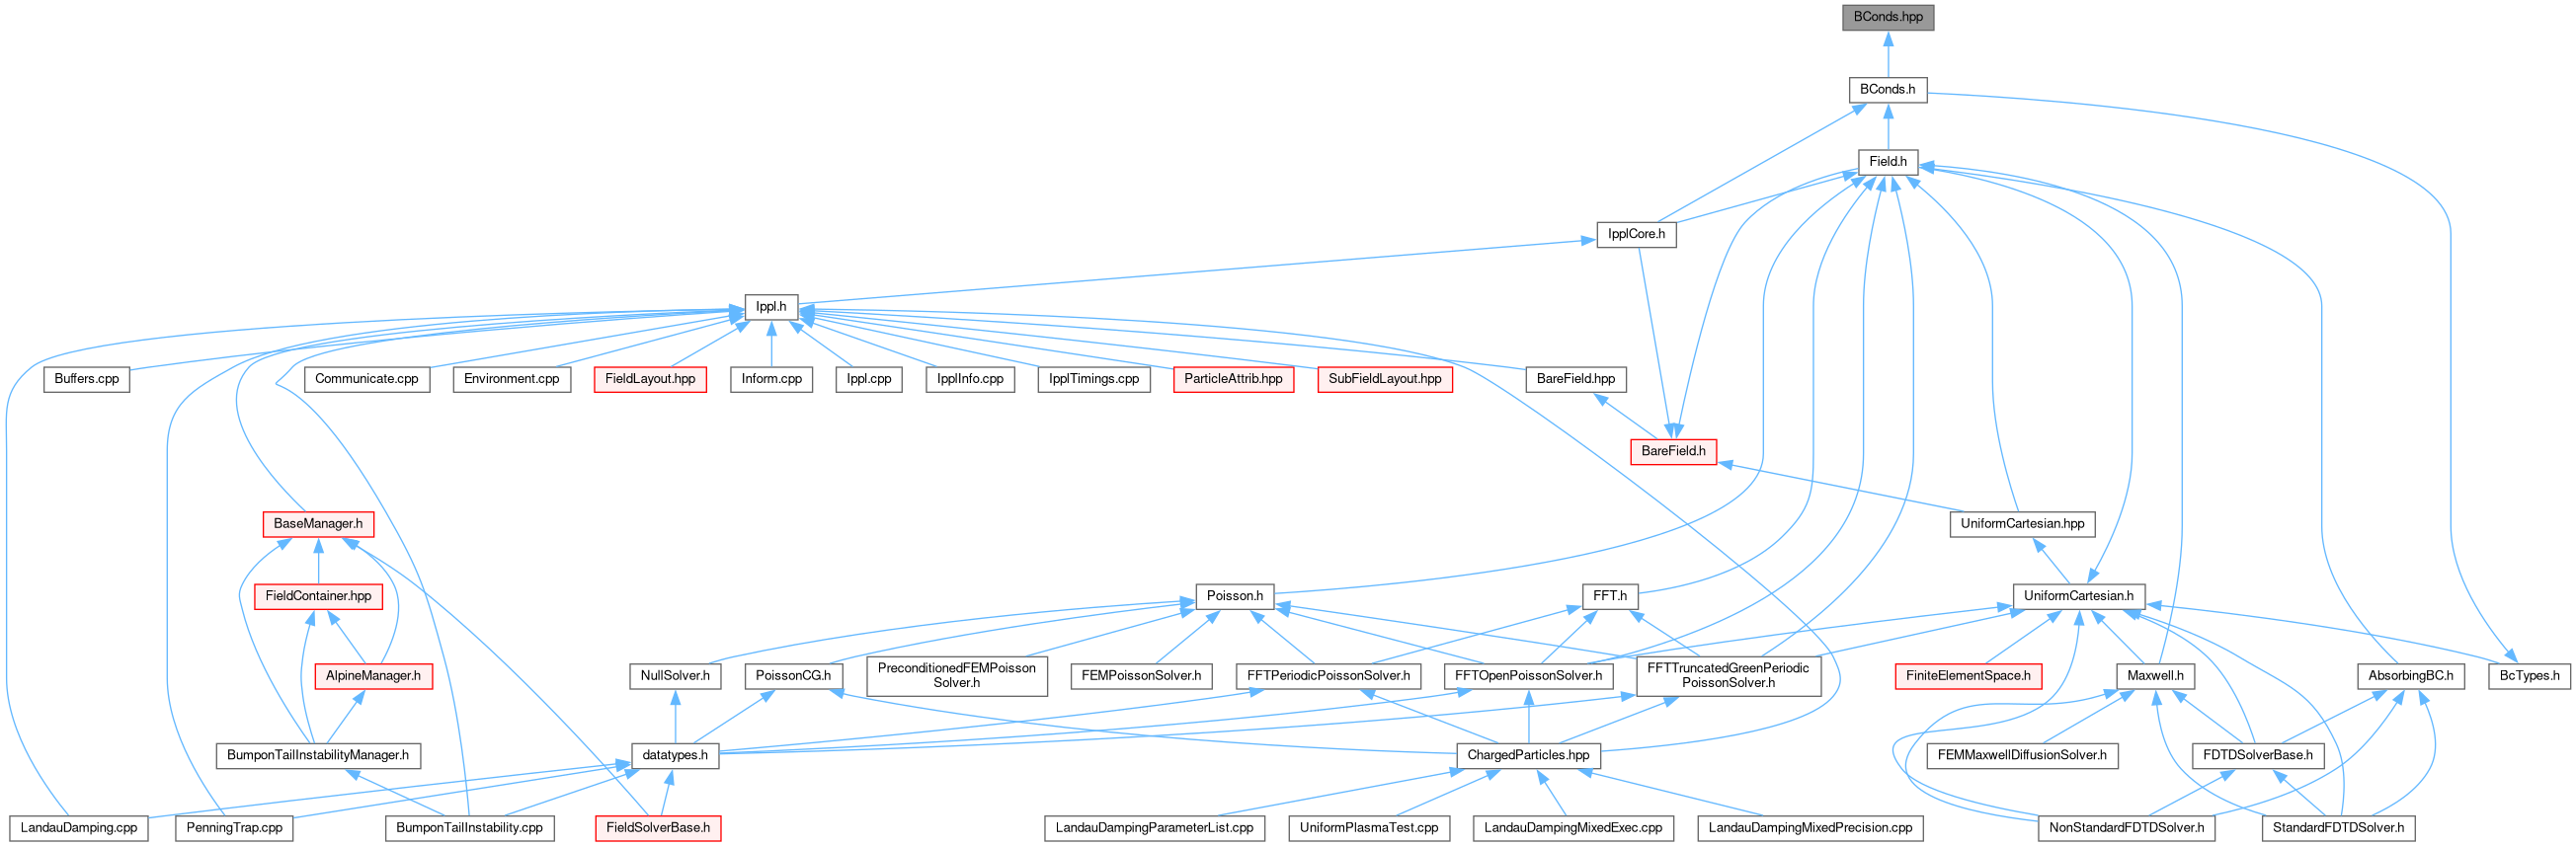 BConds.hpp
BConds.h
Field.h
IpplCore.h
Ippl.h
Buffers.cpp
Communicate.cpp
Environment.cpp
FieldLayout.hpp
Inform.cpp
Ippl.cpp
IpplInfo.cpp
IpplTimings.cpp
ParticleAttrib.hpp
SubFieldLayout.hpp
BareField.hpp
BareField.h
BaseManager.h
UniformCartesian.hpp
FieldContainer.hpp
Poisson.h
FFT.h
UniformCartesian.h
AlpineManager.h
NullSolver.h
PoissonCG.h
PreconditionedFEMPoisson
Solver.h
FEMPoissonSolver.h
FFTPeriodicPoissonSolver.h
FFTOpenPoissonSolver.h
FFTTruncatedGreenPeriodic
PoissonSolver.h
FiniteElementSpace.h
Maxwell.h
AbsorbingBC.h
BcTypes.h
BumponTailInstabilityManager.h
datatypes.h
ChargedParticles.hpp
FEMMaxwellDiffusionSolver.h
FDTDSolverBase.h
LandauDamping.cpp
PenningTrap.cpp
BumponTailInstability.cpp
FieldSolverBase.h
LandauDampingParameterList.cpp
UniformPlasmaTest.cpp
LandauDampingMixedExec.cpp
LandauDampingMixedPrecision.cpp
NonStandardFDTDSolver.h
StandardFDTDSolver.h